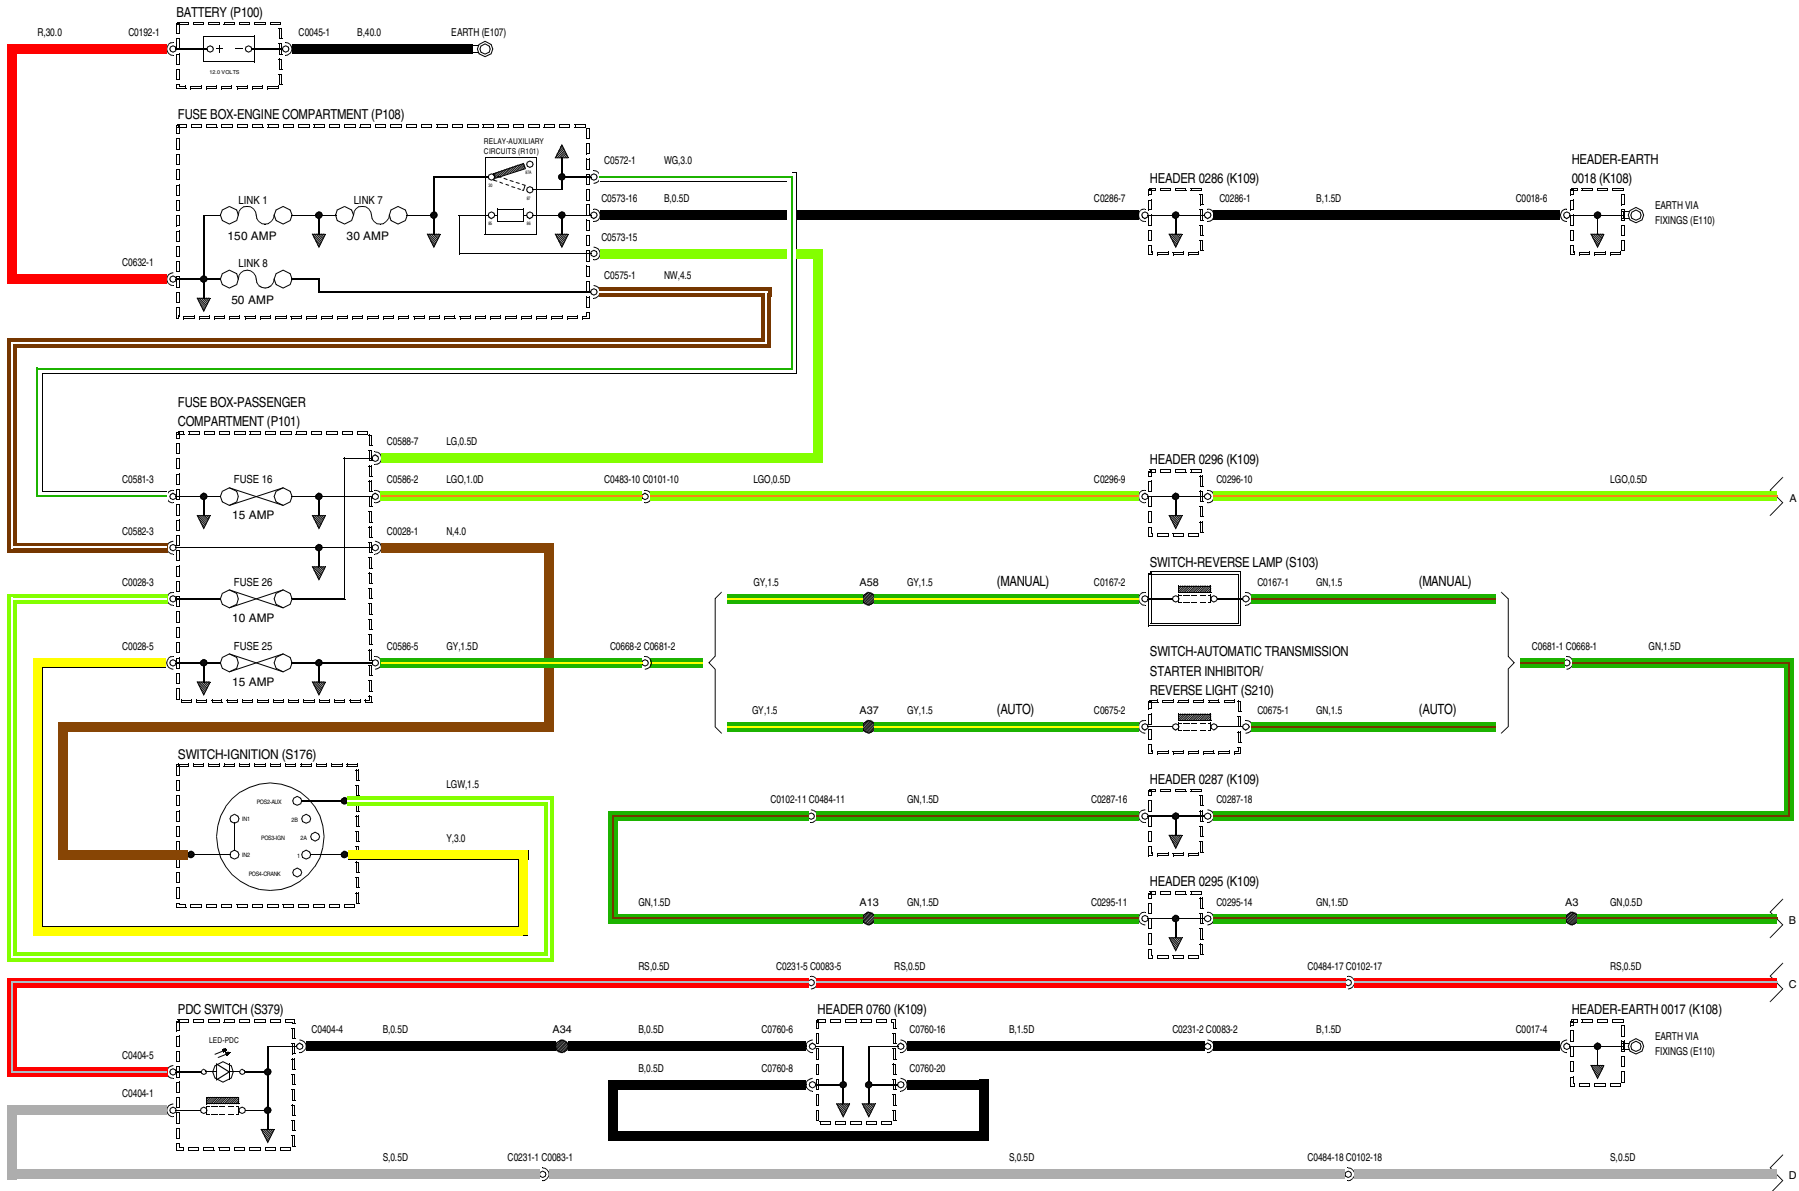 BATTERY (P100)
R,30.0
C0192-1
C0045-1
B,40.0
EARTH (E107)
+ −
12.0 VOLTS
FUSE BOX-ENGINE COMPARTMENT (P108)
RELAY-AUXILIARY
CIRCUITS (R101)
C0572-1
WG,3.0
HEADER-EARTH
0018 (K108)
HEADER 0286 (K109)
LINK 1
LINK 7
C0573-16
B,0.5D
C0286-7
C0286-1
B,1.5D
C0018-6
EARTH VIA
FIXINGS (E110)
150 AMP
30 AMP
C0573-15
C0632-1
LINK 8
C0575-1
NW,4.5
50 AMP
FUSE BOX-PASSENGER
COMPARTMENT (P101)
C0588-7
LG,0.5D
HEADER 0296 (K109)
C0581-3
FUSE 16
C0586-2
LGO,1.0D
C0483-10 C0101-10
LGO,0.5D
C0296-9
C0296-10
LGO,0.5D
A
15 AMP
C0582-3
C0028-1
N,4.0
SWITCH-REVERSE LAMP (S103)
C0028-3
FUSE 26
GY,1.5
A58
GY,1.5
(MANUAL)
C0167-2
C0167-1
GN,1.5
(MANUAL)
10 AMP
C0028-5
FUSE 25
C0586-5
GY,1.5D
C0668-2 C0681-2
SWITCH-AUTOMATIC TRANSMISSION
STARTER INHIBITOR/
REVERSE LIGHT (S210)
C0681-1 C0668-1
GN,1.5D
15 AMP
GY,1.5
A37
GY,1.5
(AUTO)
C0675-2
C0675-1
GN,1.5
(AUTO)
SWITCH-IGNITION (S176)
LGW,1.5
HEADER 0287 (K109)
POS2-AUX
C0102-11 C0484-11
GN,1.5D
C0287-16
C0287-18
IN1
2B
POS3-IGN
2A
Y,3.0
IN2
1
POS4-CRANK
HEADER 0295 (K109)
GN,1.5D
A13
GN,1.5D
C0295-11
C0295-14
GN,1.5D
A3
GN,0.5D
B
RS,0.5D
C0231-5 C0083-5
RS,0.5D
C0484-17 C0102-17
RS,0.5D
C
PDC SWITCH (S379)
HEADER 0760 (K109)
HEADER-EARTH 0017 (K108)
LED-PDC
C0404-4
B,0.5D
A34
B,0.5D
C0760-6
C0760-16
B,1.5D
C0231-2 C0083-2
B,1.5D
C0017-4
EARTH VIA
FIXINGS (E110)
C0404-5
B,0.5D
C0760-8
C0760-20
C0404-1
S,0.5D
C0231-1 C0083-1
S,0.5D
C0484-18 C0102-18
S,0.5D
D